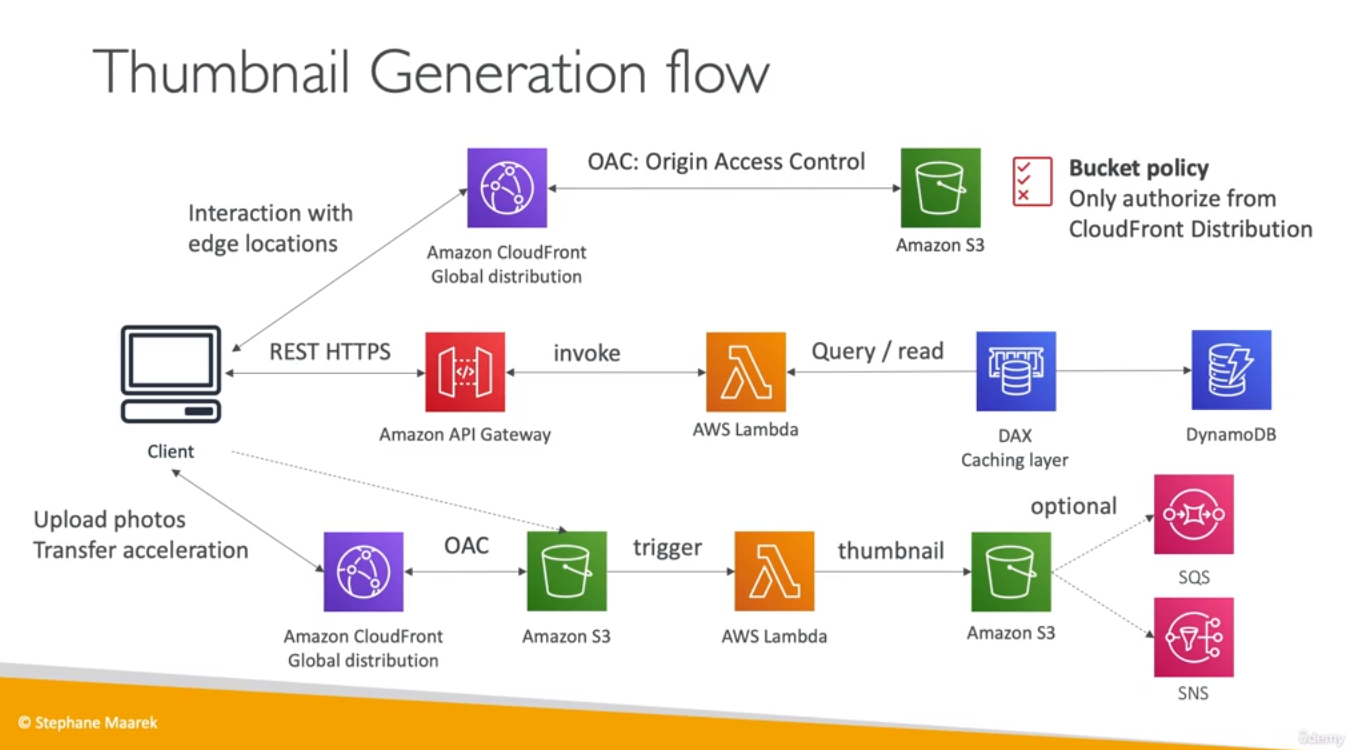 Thumbnail Generation flow
OAC: Origin Access Control
Bucket policy
Only authorize from
CloudFront Distribution
Interaction with
edge locations
Amazon CloudFront
Global distribution
Amazon S3
REST HTTPS
invoke
Query / read
</>
Client
Amazon API Gateway
AWS Lambda
DAX
Caching layer
DynamoDB
Upload photos
Transfer acceleration
OAC
trigger
thumbnail
optional
SQS
Amazon CloudFront
Global distribution
Amazon S3
AWS Lambda
Amazon S3
SNS
© Stephane Maarek
ûdemy